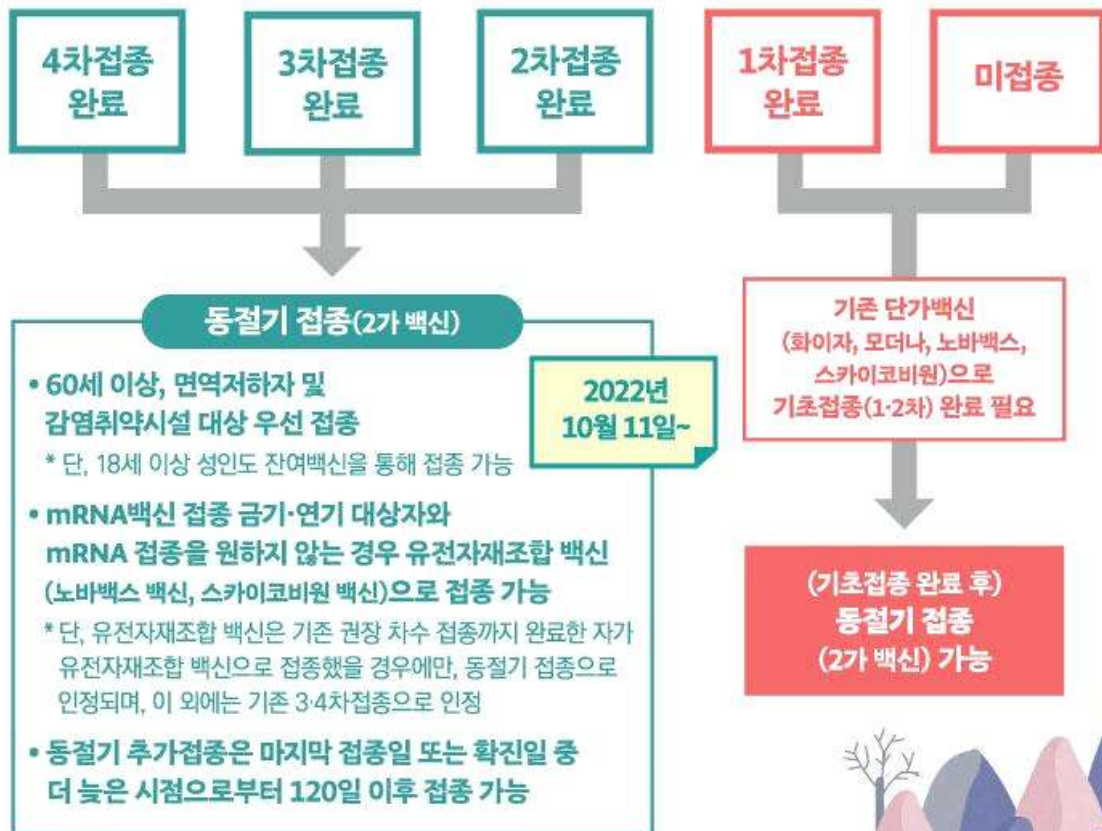 4차접종
완료
3차접종
완료
2차접종
완료
1차접종
완료
미접종
동절기 접종(2가 백신)
• 60세 이상, 면역저하자 및
감염취약시설 대상 우선 접종
* 단, 18세 이상 성인도 잔여백신을 통해 접종 가능
2022년
10월 11일~
• mRNA백신 접종 금기·연기 대상자와
mRNA 접종을 원하지 않는 경우 유전자재조합 백신
(노바백스 백신, 스카이코비원 백신)으로 접종 가능
* 단, 유전자재조합 백신은 기존 권장 차수 접종까지 완료한 자가
유전자재조합 백신으로 접종했을 경우에만, 동절기 접종으로
인정되며, 이 외에는 기존 3·4차접종으로 인정
• 동절기 추가접종은 마지막 접종일 또는 확진일 중
더 늦은 시점으로부터 120일 이후 접종 가능
기존 단가백신
(화이자, 모더나, 노바백스,
스카이코비원)으로
기초접종(1·2차) 완료 필요
(기초접종 완료 후)
동절기 접종
(2가 백신) 가능